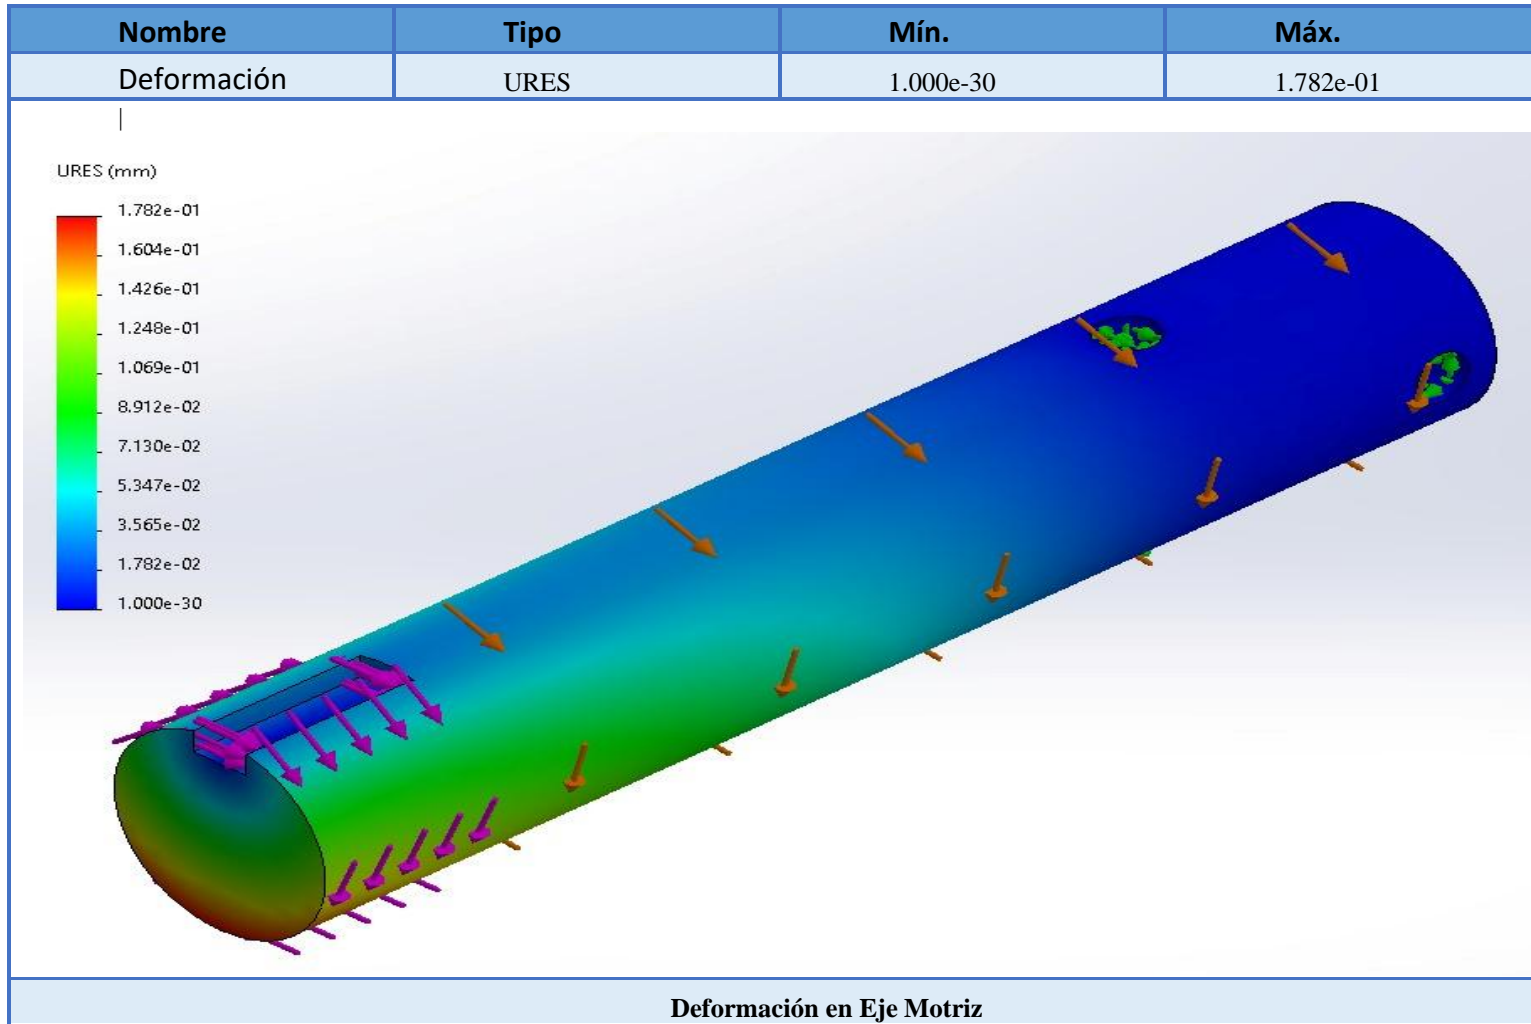 Nombre Tipo Mín. Máx.
Deformación URES 1.000e-30 1.782e-01
URES (mm)
1.782e-01
1.604e-01
1.426e-01
1.248e-01
1.069e-01
8.912e-02
7.130e-02
5.347e-02
3.565e-02
1.782e-02
1.000e-30
Deformación en Eje Motriz